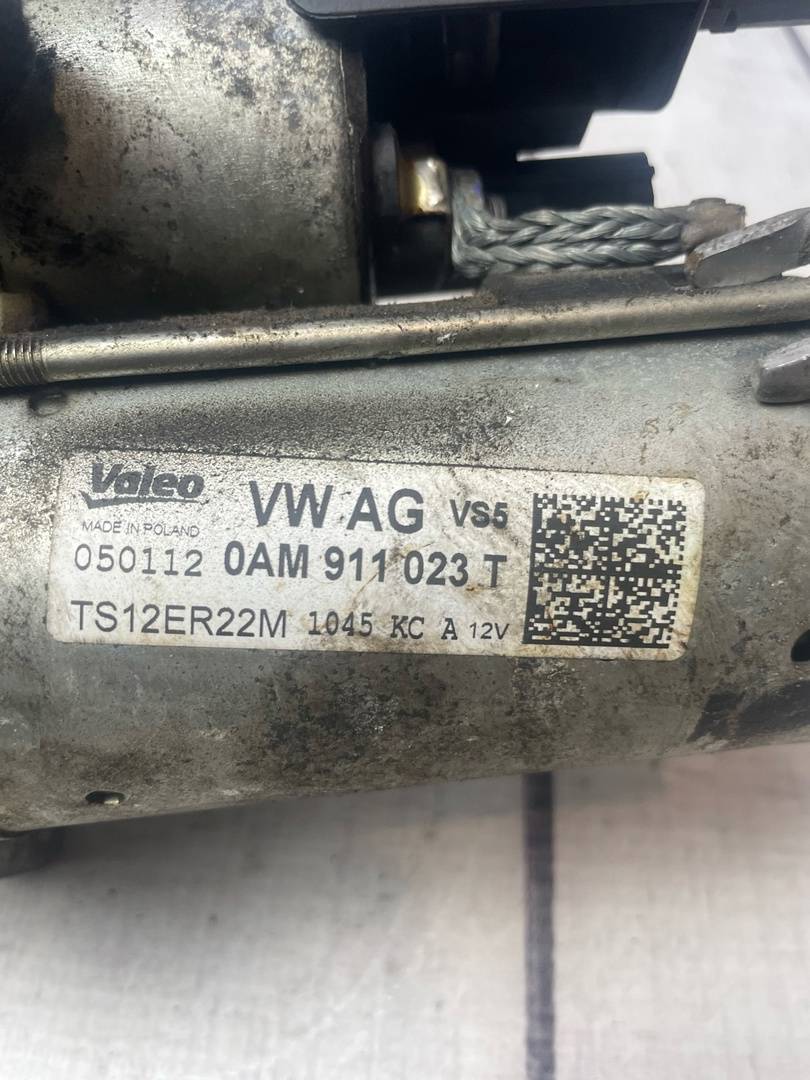 Valeo VW AG VS5
MADE IN POLAND
050112 0AM 911 023 T
TS12ER22M 1045 KC A 12V